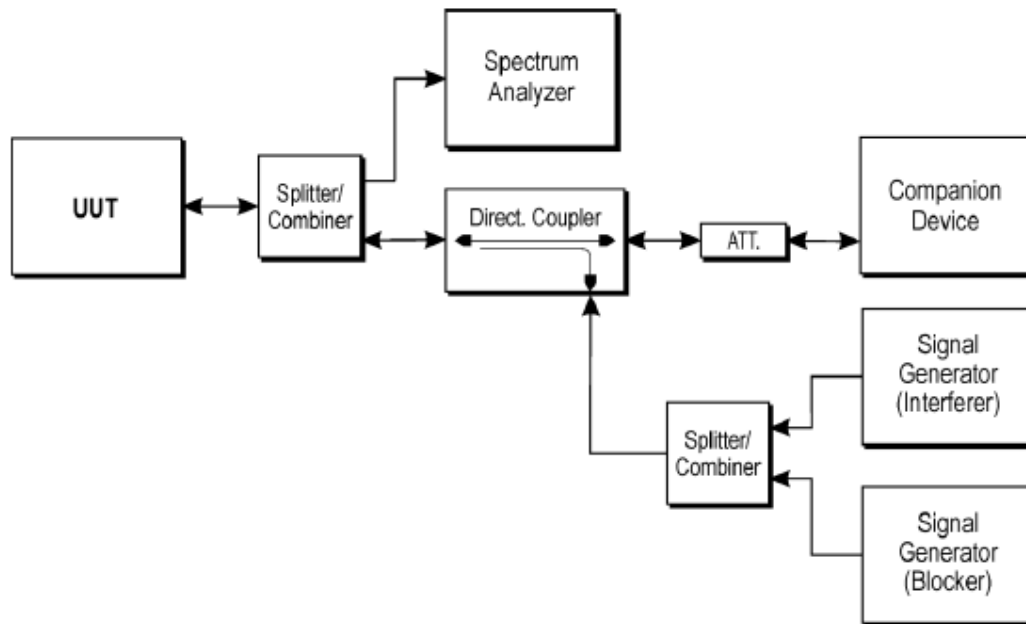 Spectrum
Analyzer
UUT
Splitter/
Combiner
Direct. Coupler
ATT.
Companion
Device
Signal
Generator
(Interferer)
Splitter/
Combiner
Signal
Generator
(Blocker)